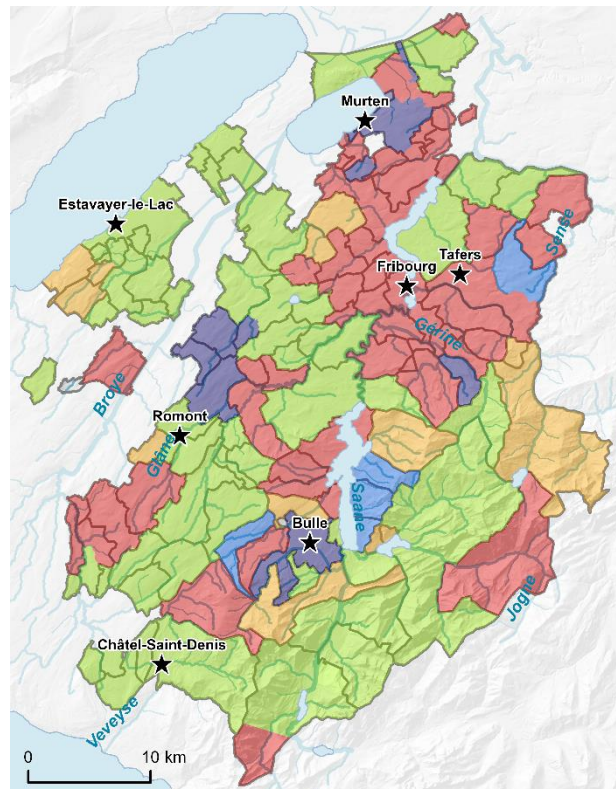 Murten
Estavayer-le-Lac
Sense
Tafers
Fribourg
Gérine
Broye
Romont
Glâne
Saane
Bulle
Jogne
Châtel-Saint-Denis
Veveyse
0 10 km